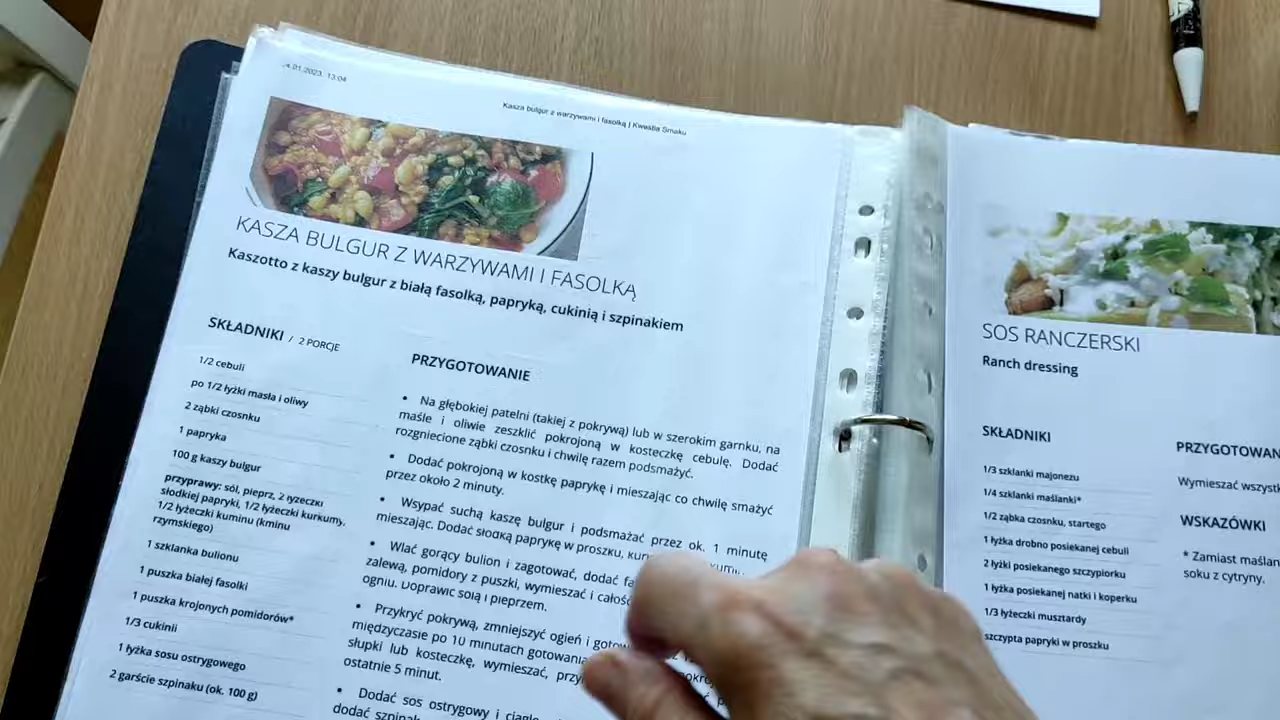 4.01.2023, 13:04
Kasza bulgur z warzywami i fasolką | Kwestia Smaku
KASZA BULGUR Z WARZYWAMI I FASOLKĄ
Kaszotto z kaszy bulgur z białą fasolką, papryką, cukinią i szpinakiem
SKŁADNIKI / 2 PORCJE
1/2 cebuli
po 1/2 łyżki masła i oliwy
2 ząbki czosnku
1 papryka
100 g kaszy bulgur
przyprawy: sól, pieprz, 2 łyżeczki
słodkiej papryki, 1/2 łyżeczki kurkumy,
1/2 łyżeczki kuminu (kminu
rzymskiego)
1 szklanka bulionu
1 puszka białej fasolki
1 puszka krojonych pomidorów*
1/3 cukinii
1 łyżka sosu ostrygowego
2 garście szpinaku (ok. 100 g)
PRZYGOTOWANIE
• Na głębokiej patelni (takiej z pokrywą) lub w szerokim garnku, na
maśle i oliwie zeszklić pokrojoną w kosteczkę cebulę. Dodać
rozgniecione ząbki czosnku i chwilę razem podsmażyć.
• Dodać pokrojoną w kostkę paprykę i mieszając co chwilę smażyć
przez około 2 minuty.
• Wsypać suchą kaszę bulgur i podsmażać przez ok. 1 minutę
mieszając. Dodać słodką paprykę w proszku,
• Wlać gorący bulion i zagotować, dodać
zalewą, pomidory z puszki, wymieszać i
ogniu. Doprawić solą i pieprzem.
• Przykryć pokrywą, zmniejszyć ogień i
międzyczasie po 10 minutach
słupki lub kosteczkę, wymieszać,
ostatnie 5 minut.
• Dodać sos ostrygowy i
dodać
SOS RANCZERSKI
Ranch dressing
SKŁADNIKI
1/3 szklanki majonezu
1/4 szklanki maślanki*
1/2 ząbka czosnku, startego
1 łyżka drobno posiekanej cebuli
2 łyżki posiekanego szczypiorku
1 łyżka posiekanej natki i koperku
1/3 łyżeczki musztardy
szczypta papryki w proszku
PRZYGOTOWAN
Wymieszać wszystk
WSKAZÓWKI
* Zamiast maślan
soku z cytryny.